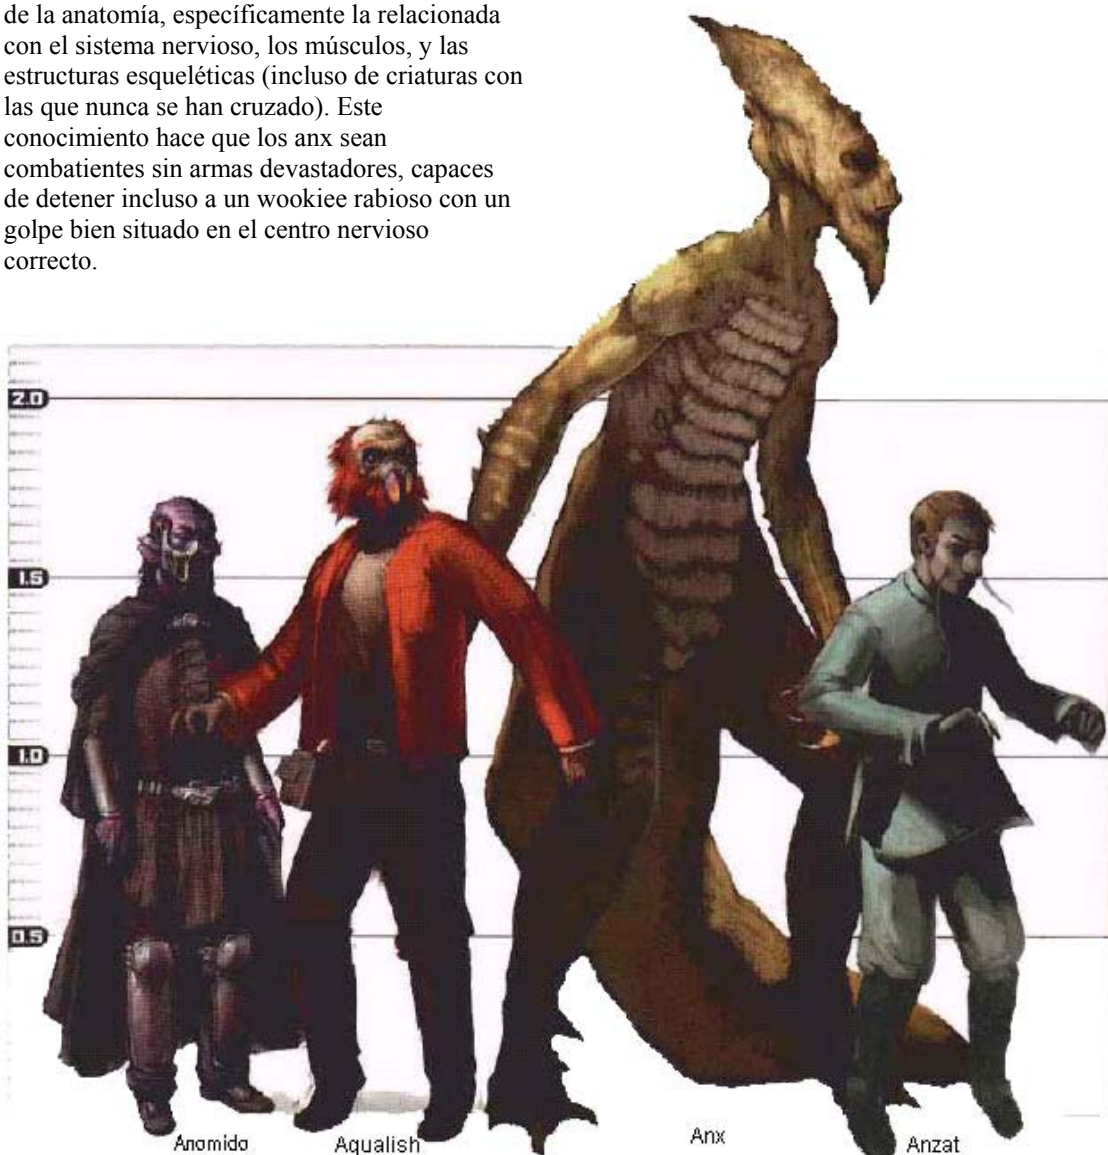 de la anatomía, específicamente la relacionada
con el sistema nervioso, los músculos, y las
estructuras esqueléticas (incluso de criaturas con
las que nunca se han cruzado). Este
conocimiento hace que los anx sean
combatientes sin armas devastadores, capaces
de detener incluso a un wookiee rabioso con un
golpe bien situado en el centro nervioso
correcto.
2.0
1.5
1.0
0.5
Anomido Aqualish Anx Anzat